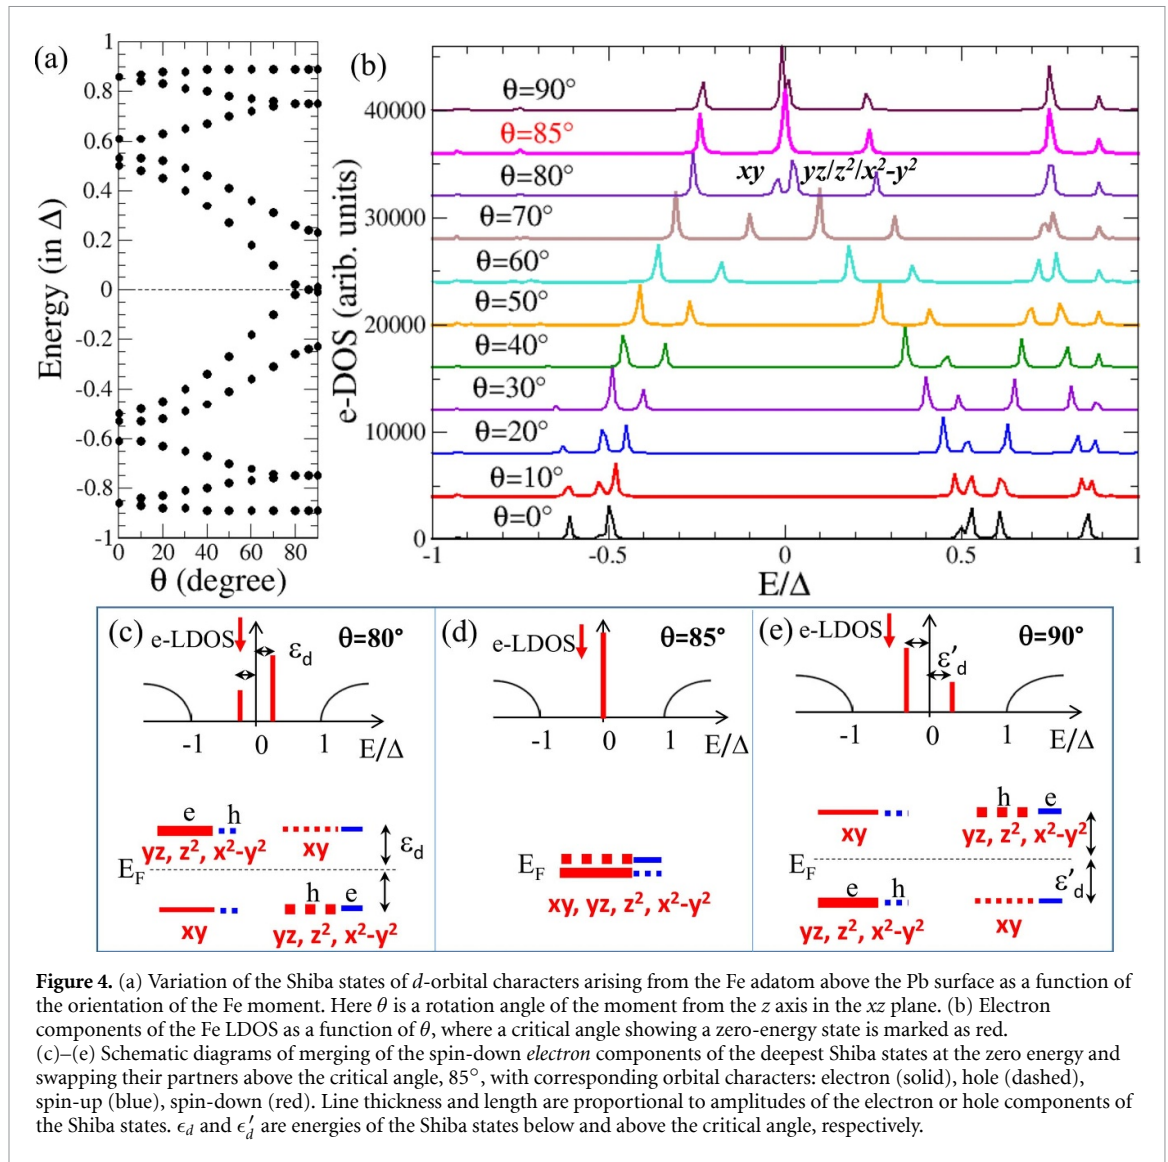 (a)
1
0.8
0.6
0.4
0.2
0
-0.2
-0.4
-0.6
-0.8
-1
Energy (in Δ)
0 20 40 60 80
θ (degree)
(b)
e-DOS (arib. units)
40000
30000
20000
10000
0
θ=90°
θ=85°
θ=80°
xy yz/z²/x²-y²
θ=70°
θ=60°
θ=50°
θ=40°
θ=30°
θ=20°
θ=10°
θ=0°
-1 -0.5 0 0.5 1
E/Δ
(c)
e-LDOS
θ=80°
εd
-1 0 1 E/Δ
e h
yz, z², x²-y² xy
εd
EF
h e
xy yz, z², x²-y²
(d)
e-LDOS
θ=85°
-1 0 1 E/Δ
EF
xy, yz, z², x²-y²
(e)
e-LDOS
θ=90°
ε'd
-1 0 1 E/Δ
h e
xy yz, z², x²-y²
EF
e h
ε'd
yz, z², x²-y² xy
Figure 4. (a) Variation of the Shiba states of d-orbital characters arising from the Fe adatom above the Pb surface as a function of
the orientation of the Fe moment. Here θ is a rotation angle of the moment from the z axis in the xz plane. (b) Electron
components of the Fe LDOS as a function of θ, where a critical angle showing a zero-energy state is marked as red.
(c)–(e) Schematic diagrams of merging of the spin-down electron components of the deepest Shiba states at the zero energy and
swapping their partners above the critical angle, 85°, with corresponding orbital characters: electron (solid), hole (dashed),
spin-up (blue), spin-down (red). Line thickness and length are proportional to amplitudes of the electron or hole components of
the Shiba states. ϵd and ϵ′d are energies of the Shiba states below and above the critical angle, respectively.